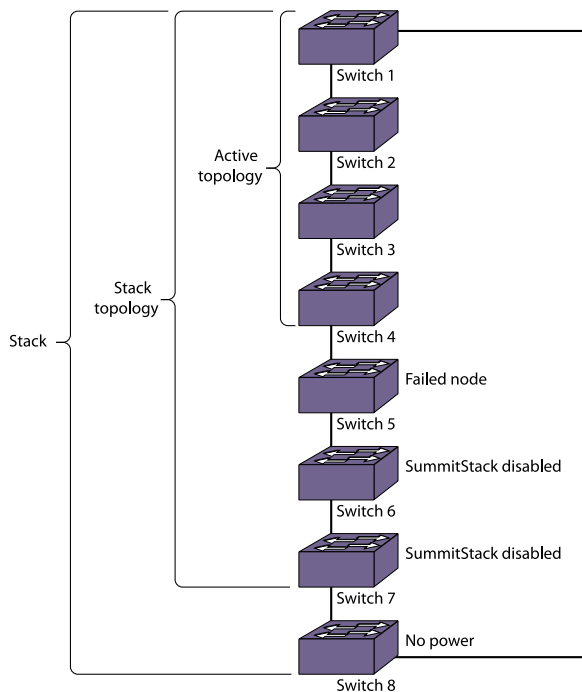 Switch 1
Switch 2
Active
topology
Switch 3
Stack
topology
Switch 4
Stack
Failed node
Switch 5
SummitStack disabled
Switch 6
SummitStack disabled
Switch 7
No power
Switch 8